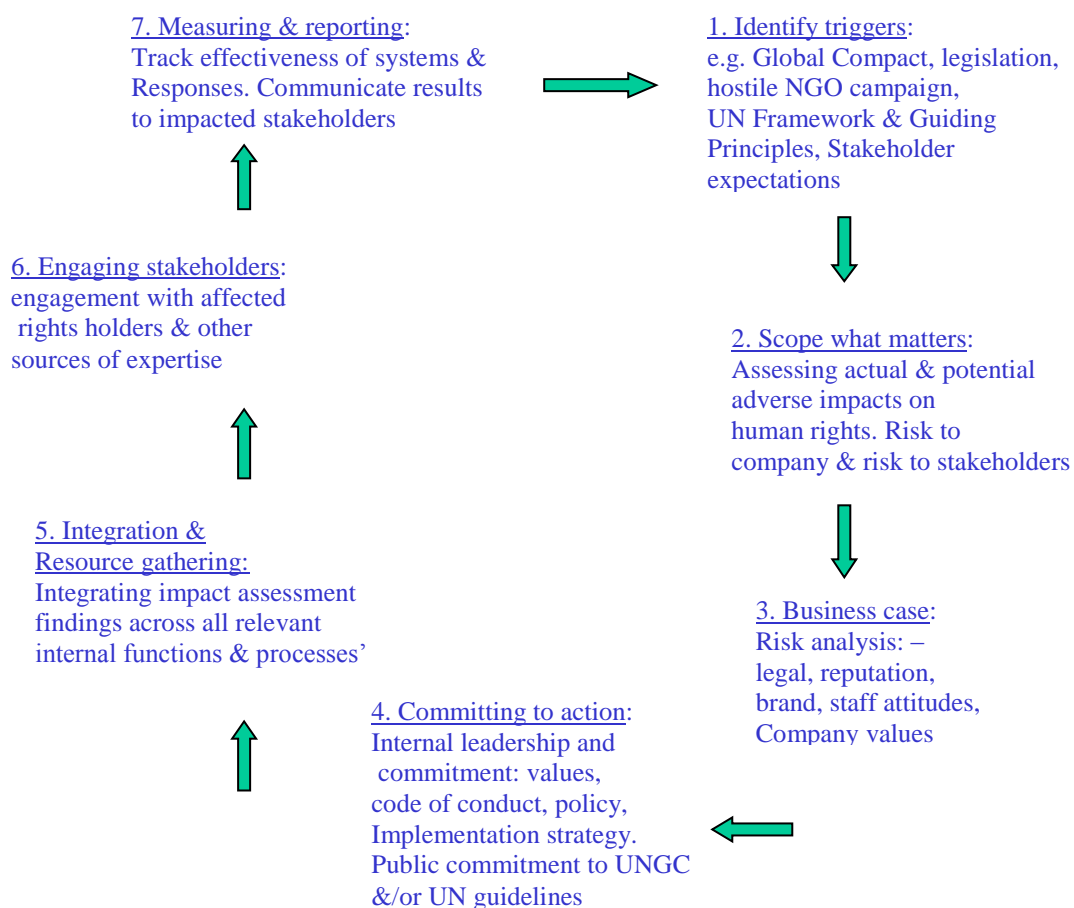 7. Measuring & reporting:
Track effectiveness of systems &
Responses. Communicate results
to impacted stakeholders
1. Identify triggers:
e.g. Global Compact, legislation,
hostile NGO campaign,
UN Framework & Guiding
Principles, Stakeholder
expectations
6. Engaging stakeholders:
engagement with affected
rights holders & other
sources of expertise
2. Scope what matters:
Assessing actual & potential
adverse impacts on
human rights. Risk to
company & risk to stakeholders
5. Integration &
Resource gathering:
Integrating impact assessment
findings across all relevant
internal functions & processes’
3. Business case:
Risk analysis: –
legal, reputation,
brand, staff attitudes,
Company values
4. Committing to action:
Internal leadership and
commitment: values,
code of conduct, policy,
Implementation strategy.
Public commitment to UNGC
&/or UN guidelines